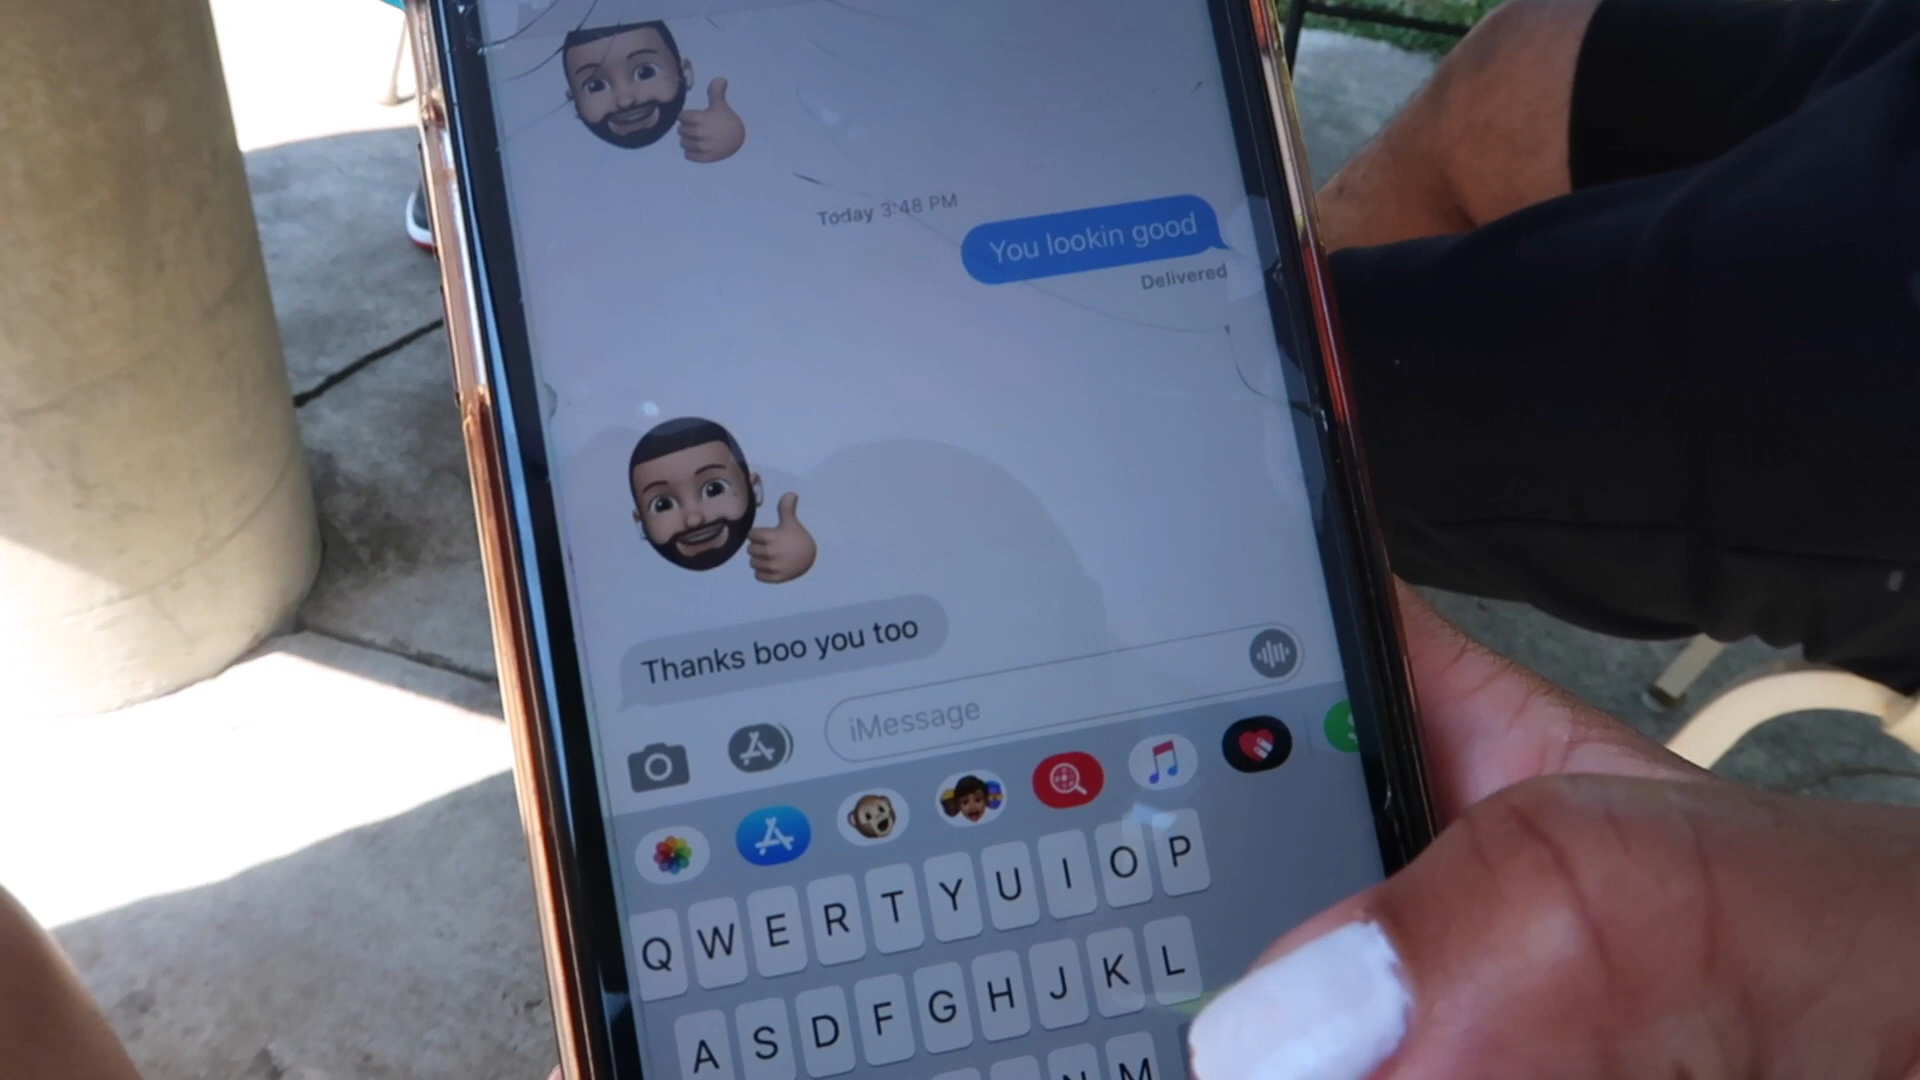 Today 3:48 PM
You lookin good
Delivered
Thanks boo you too
iMessage
Q W E R T Y U I O P
A S D F G H J K L
N M